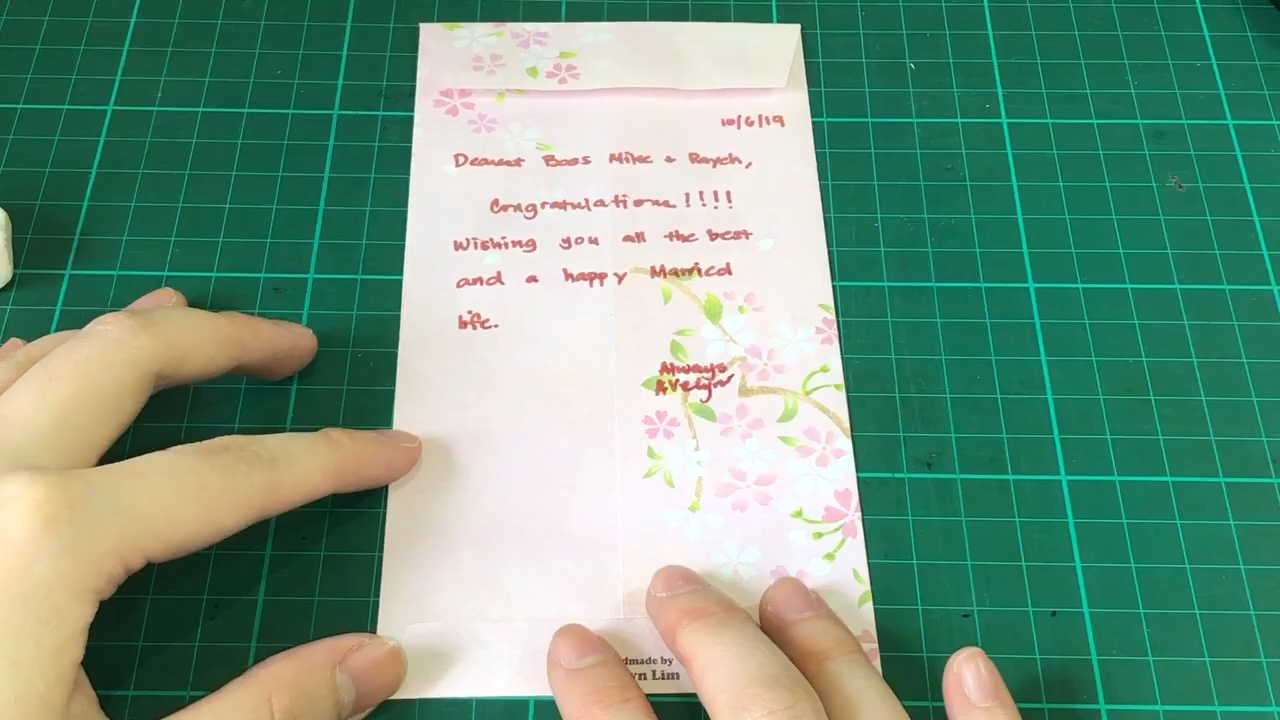 10/6/19
Dearest Boss Mike + Raych,
Congratulations!!!!
Wishing you all the best
and a happy Married
life.
Always
Avelyn
dmade by
yn Lim